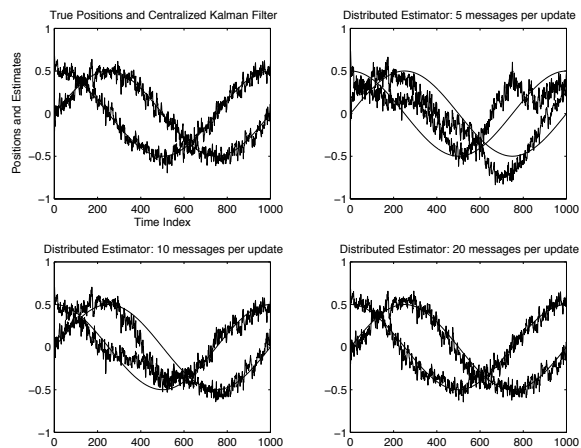 True Positions and Centralized Kalman Filter
Positions and Estimates
1
0.5
0
−0.5
−1
0 200 400 600 800 1000
Time Index
Distributed Estimator: 5 messages per update
1
0.5
0
−0.5
−1
0 200 400 600 800 1000
Distributed Estimator: 10 messages per update
1
0.5
0
−0.5
−1
0 200 400 600 800 1000
Distributed Estimator: 20 messages per update
1
0.5
0
−0.5
−1
0 200 400 600 800 1000